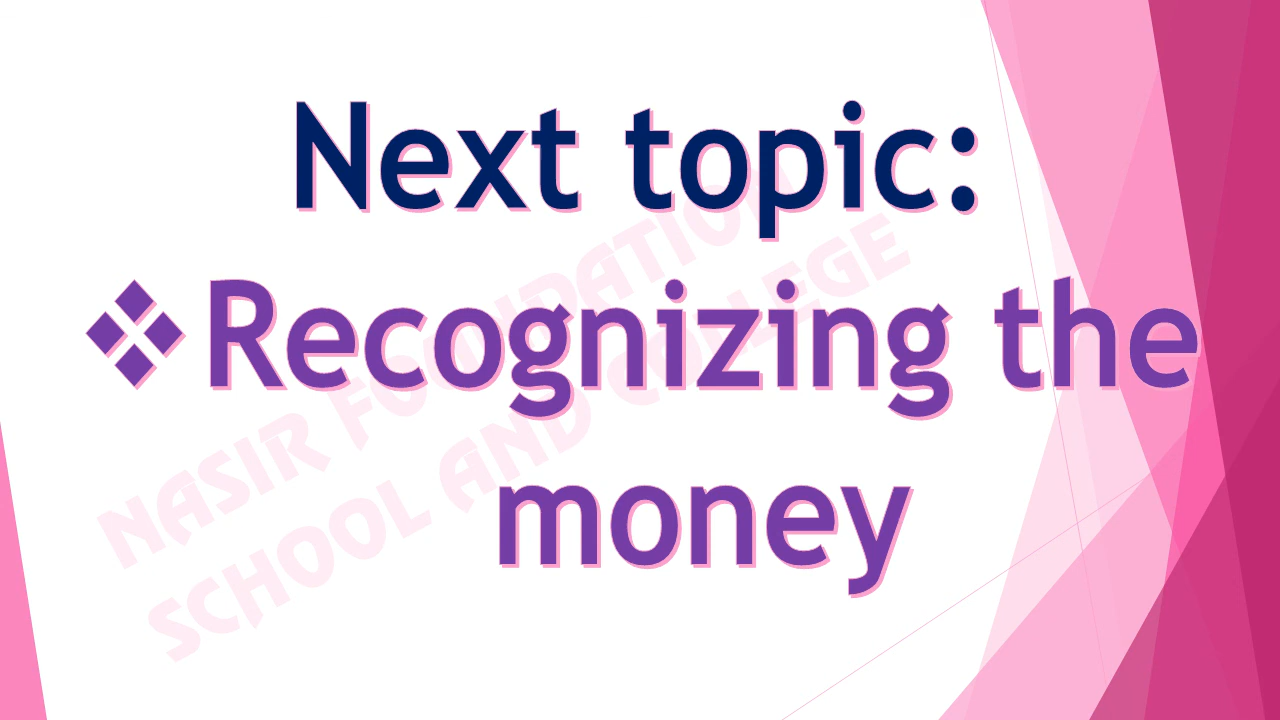 Next topic:
❖Recognizing the
money
NASIR FOUNDATION
SCHOOL AND COLLEGE